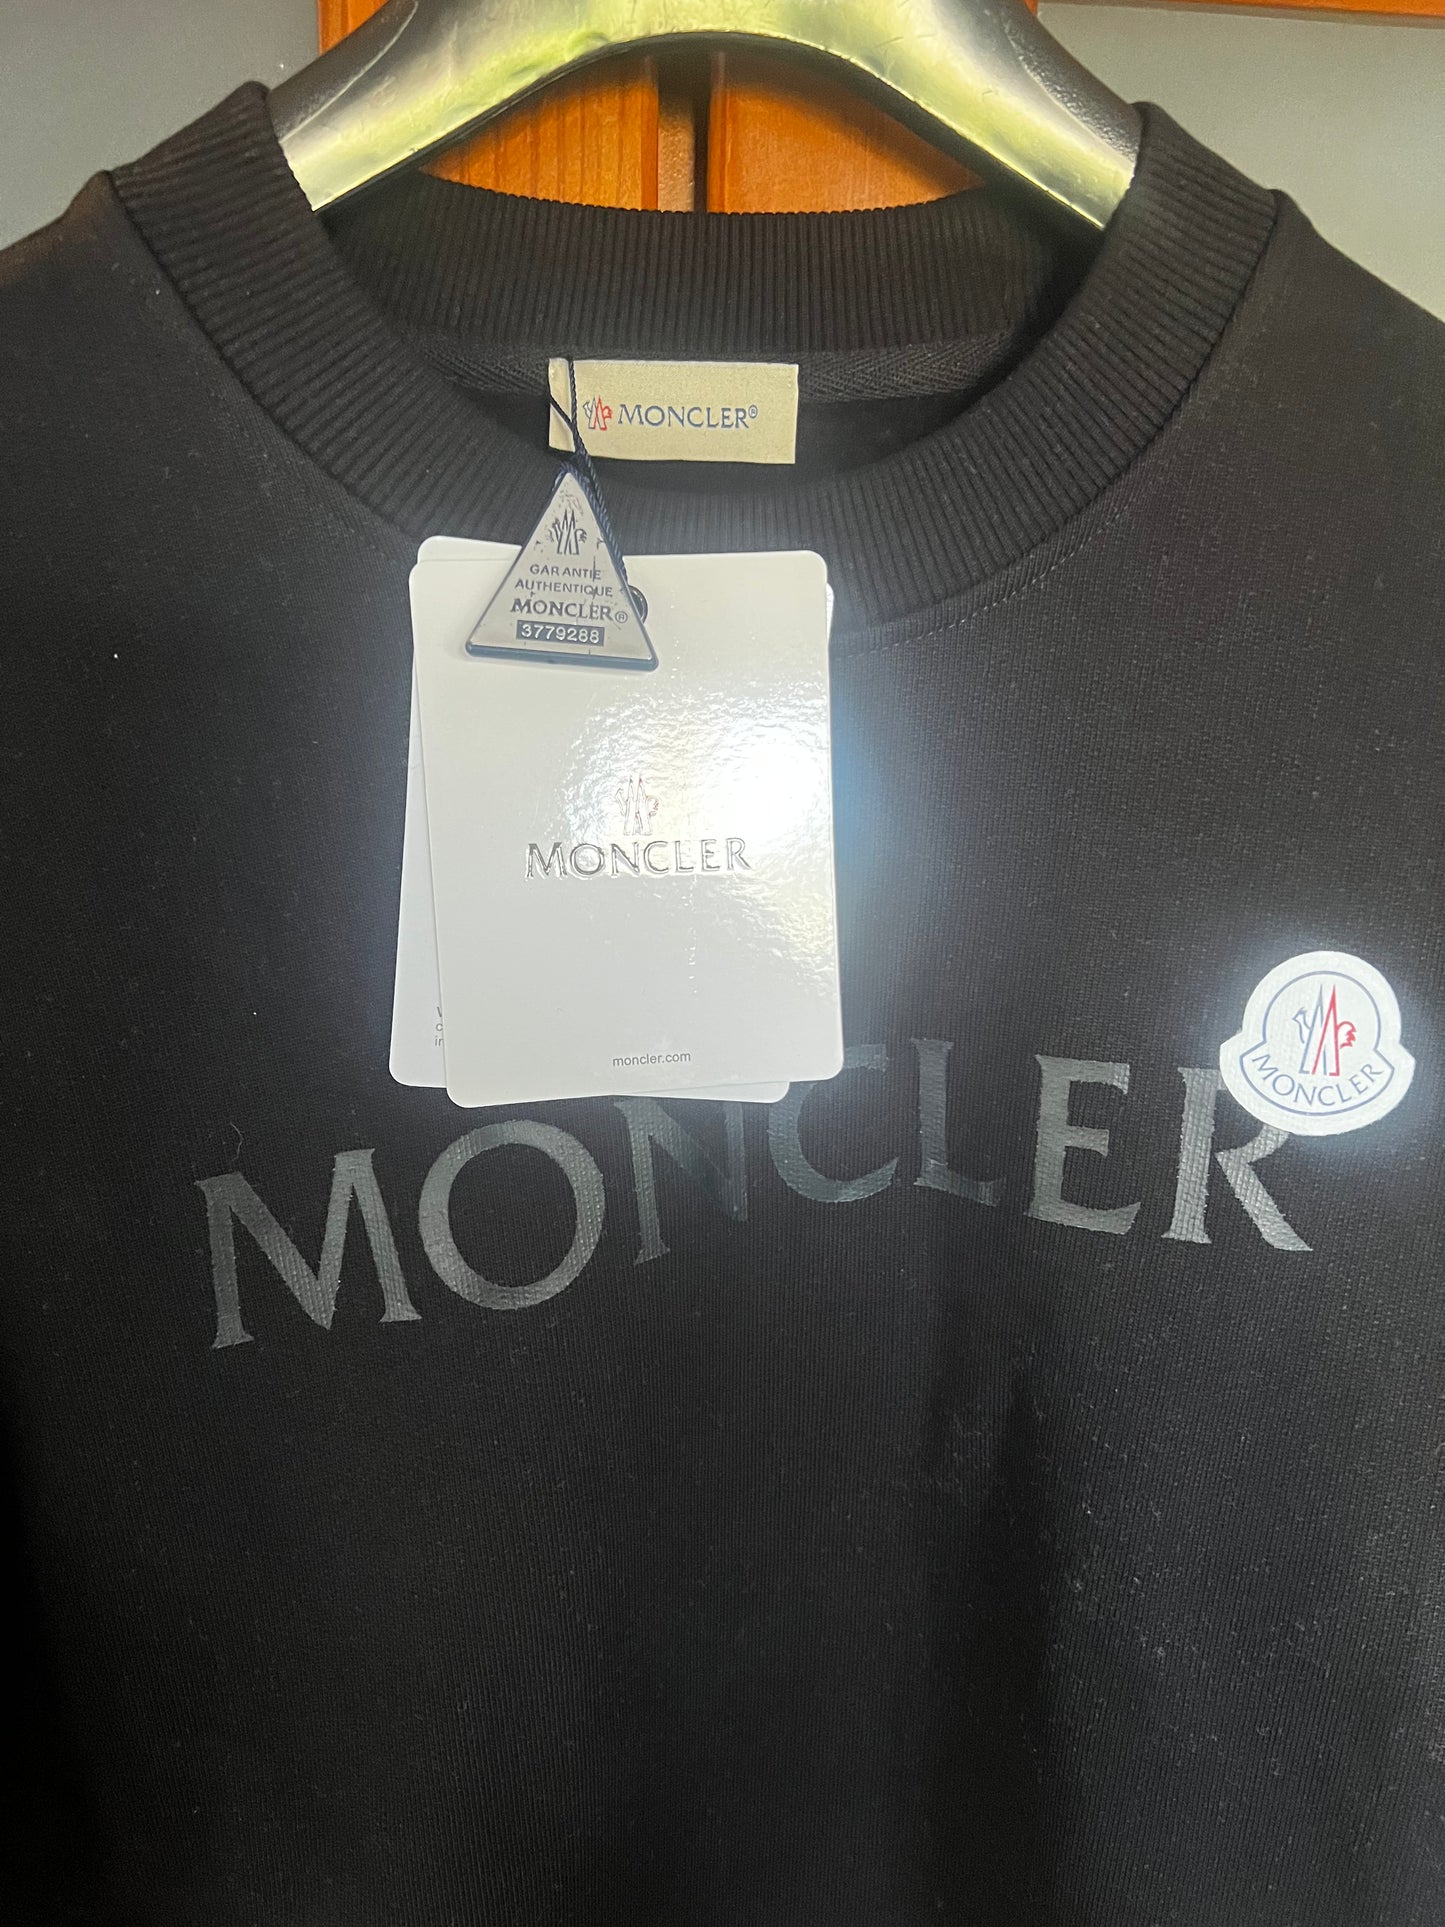 MONCLER®
GARANTIE
AUTHENTIQUE
MONCLER®
3779288
MONCLER
moncler.com
MONCLER
MONCLER